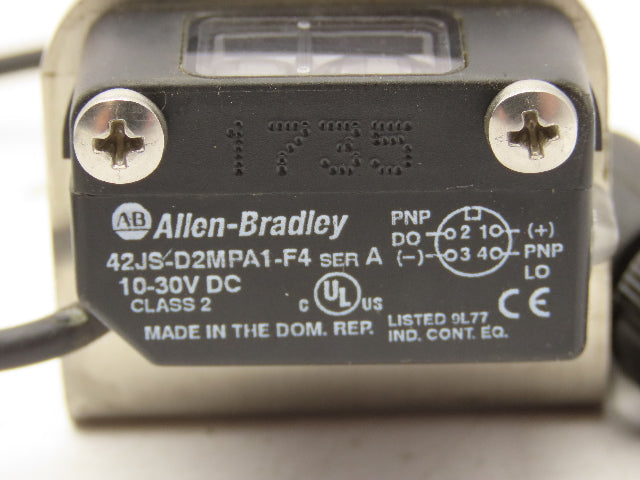 1735
AB Allen-Bradley
42JS-D2MPA1-F4 SER A
10-30V DC
CLASS 2
C UL US
MADE IN THE DOM. REP.
PNP
DO 2 1 (+)
(-) 3 4 PNP
LO
LISTED 9L77
IND. CONT. EQ.
CE